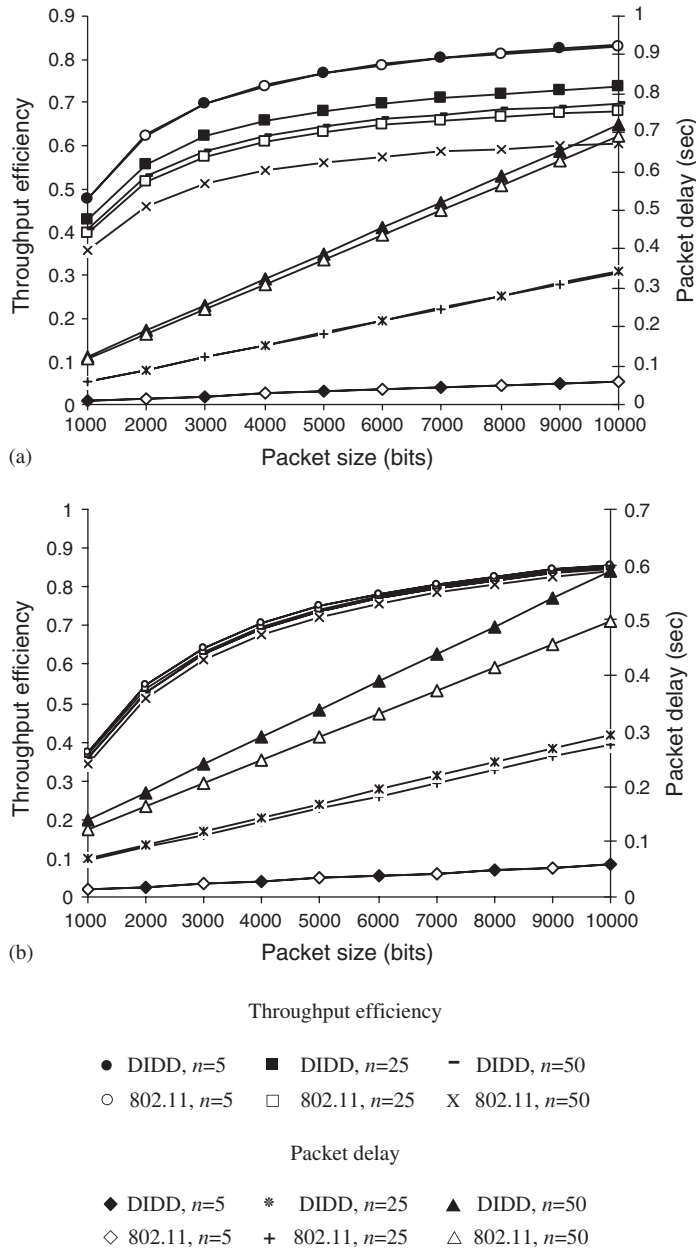 0.9
0.8
0.7
0.6
0.5
0.4
0.3
0.2
0.1
0
Throughput efficiency
1
0.9
0.8
0.7
0.6
0.5
0.4
0.3
0.2
0.1
0
Packet delay (sec)
1000 2000 3000 4000 5000 6000 7000 8000 9000 10000
(a) Packet size (bits)
1
0.9
0.8
0.7
0.6
0.5
0.4
0.3
0.2
0.1
0
Throughput efficiency
0.7
0.6
0.5
0.4
0.3
0.2
0.1
0
Packet delay (sec)
1000 2000 3000 4000 5000 6000 7000 8000 9000 10000
(b) Packet size (bits)
Throughput efficiency
DIDD, n=5 DIDD, n=25 DIDD, n=50
802.11, n=5 802.11, n=25 802.11, n=50
Packet delay
DIDD, n=5 DIDD, n=25 DIDD, n=50
802.11, n=5 802.11, n=25 802.11, n=50